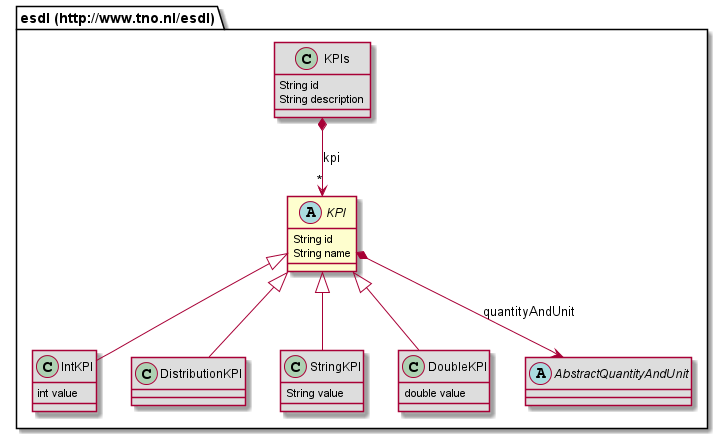 esdl (http://www.tno.nl/esdl)
C KPIs
String id
String description
kpi
*
A KPI
String id
String name
quantityAndUnit
C IntKPI
int value
C DistributionKPI
C StringKPI
String value
C DoubleKPI
double value
A AbstractQuantityAndUnit